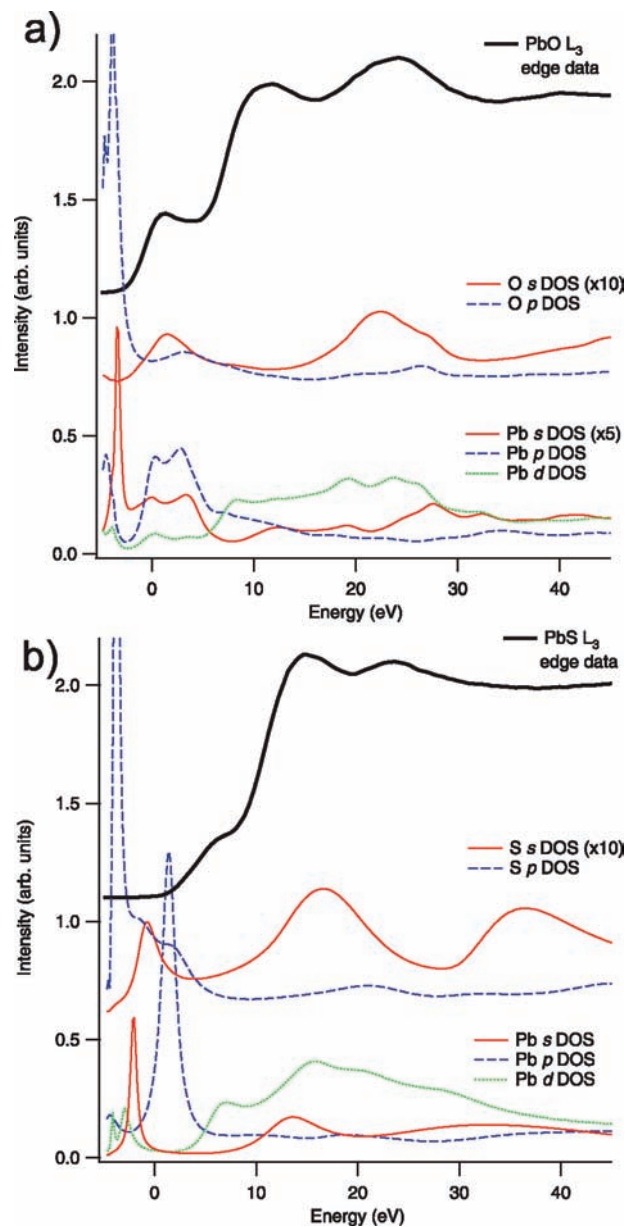 a)
PbO L3
edge data
2.0
1.5
1.0
0.5
0.0
Intensity (arb. units)
O s DOS (x10)
O p DOS
Pb s DOS (x5)
Pb p DOS
Pb d DOS
0 10 20 30 40
Energy (eV)
b)
PbS L3
edge data
2.0
1.5
1.0
0.5
0.0
Intensity (arb. units)
S s DOS (x10)
S p DOS
Pb s DOS
Pb p DOS
Pb d DOS
0 10 20 30 40
Energy (eV)